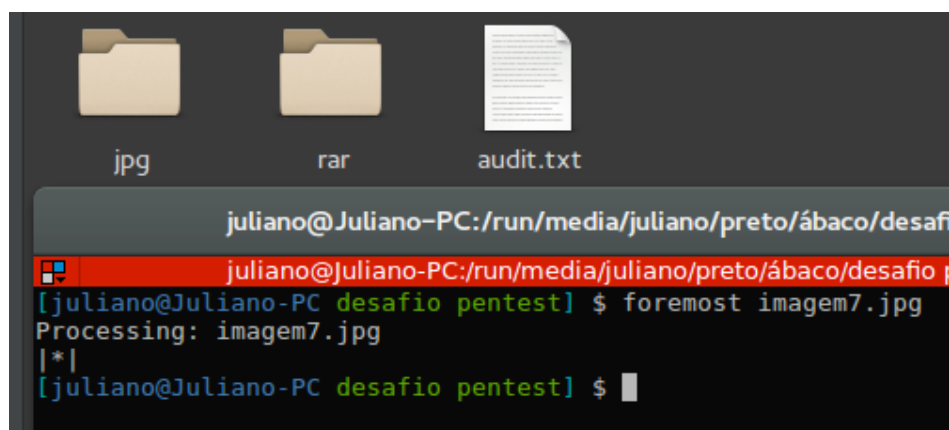 jpg rar audit.txt
juliano@Juliano-PC:/run/media/juliano/preto/ábaco/desafi
juliano@Juliano-PC:/run/media/juliano/preto/ábaco/desafio p
[juliano@Juliano-PC desafio pentest] $ foremost imagem7.jpg
Processing: imagem7.jpg
|*|
[juliano@Juliano-PC desafio pentest] $